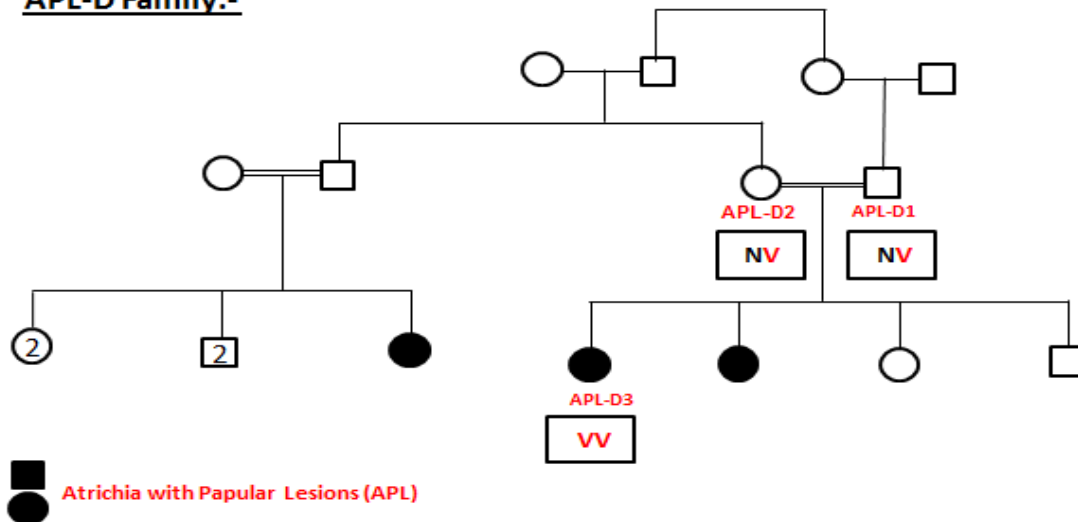 APL-D Family:-
APL-D2
APL-D1
NV
NV
2
2
APL-D3
VV
Atrichia with Papular Lesions (APL)